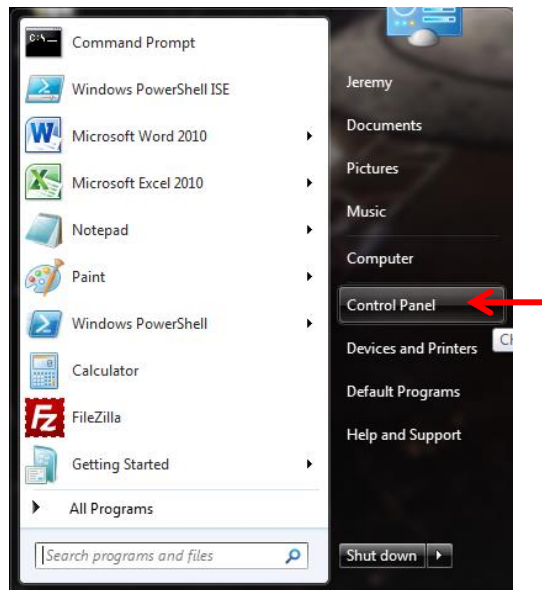 Command Prompt
Windows PowerShell ISE
Microsoft Word 2010
Microsoft Excel 2010
Notepad
Paint
Windows PowerShell
Calculator
FileZilla
Getting Started
All Programs
Search programs and files
Jeremy
Documents
Pictures
Music
Computer
Control Panel
Devices and Printers
Default Programs
Help and Support
Shut down